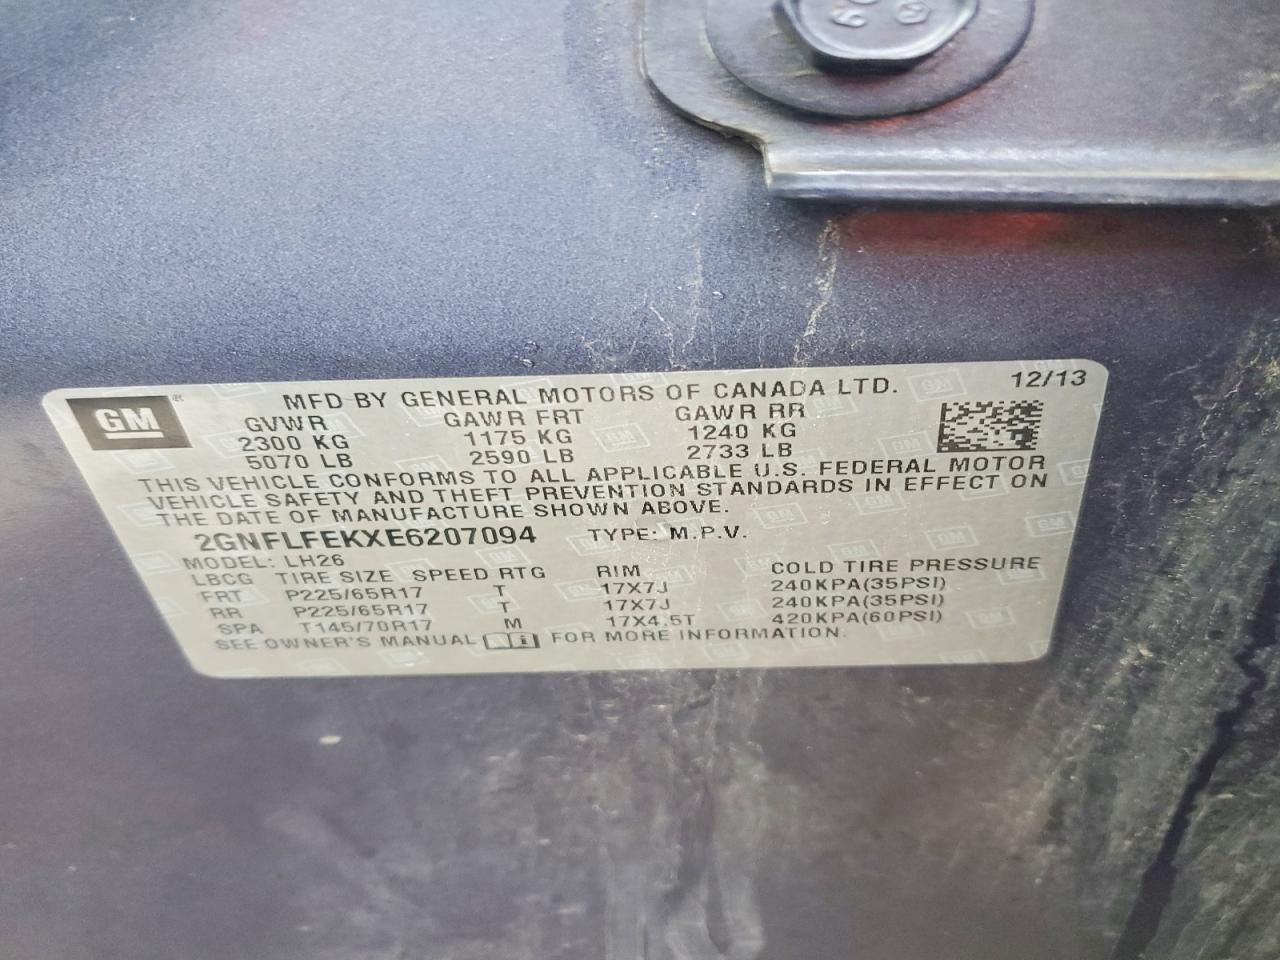 MFD BY GENERAL MOTORS OF CANADA LTD. 12/13
GM
GVWR GAWR FRT GAWR RR
2300 KG 1175 KG 1240 KG
5070 LB 2590 LB 2733 LB
THIS VEHICLE CONFORMS TO ALL APPLICABLE U.S. FEDERAL MOTOR
VEHICLE SAFETY AND THEFT PREVENTION STANDARDS IN EFFECT ON
THE DATE OF MANUFACTURE SHOWN ABOVE.
2GNFLFEKXE6207094 TYPE: M.P.V.
MODEL: LH26
LBCG TIRE SIZE SPEED RTG RIM COLD TIRE PRESSURE
FRT P225/65R17 T 17X7J 240KPA(35PSI)
RR P225/65R17 T 17X7J 240KPA(35PSI)
SPA T145/70R17 M 17X4.5T 420KPA(60PSI)
SEE OWNER'S MANUAL FOR MORE INFORMATION.